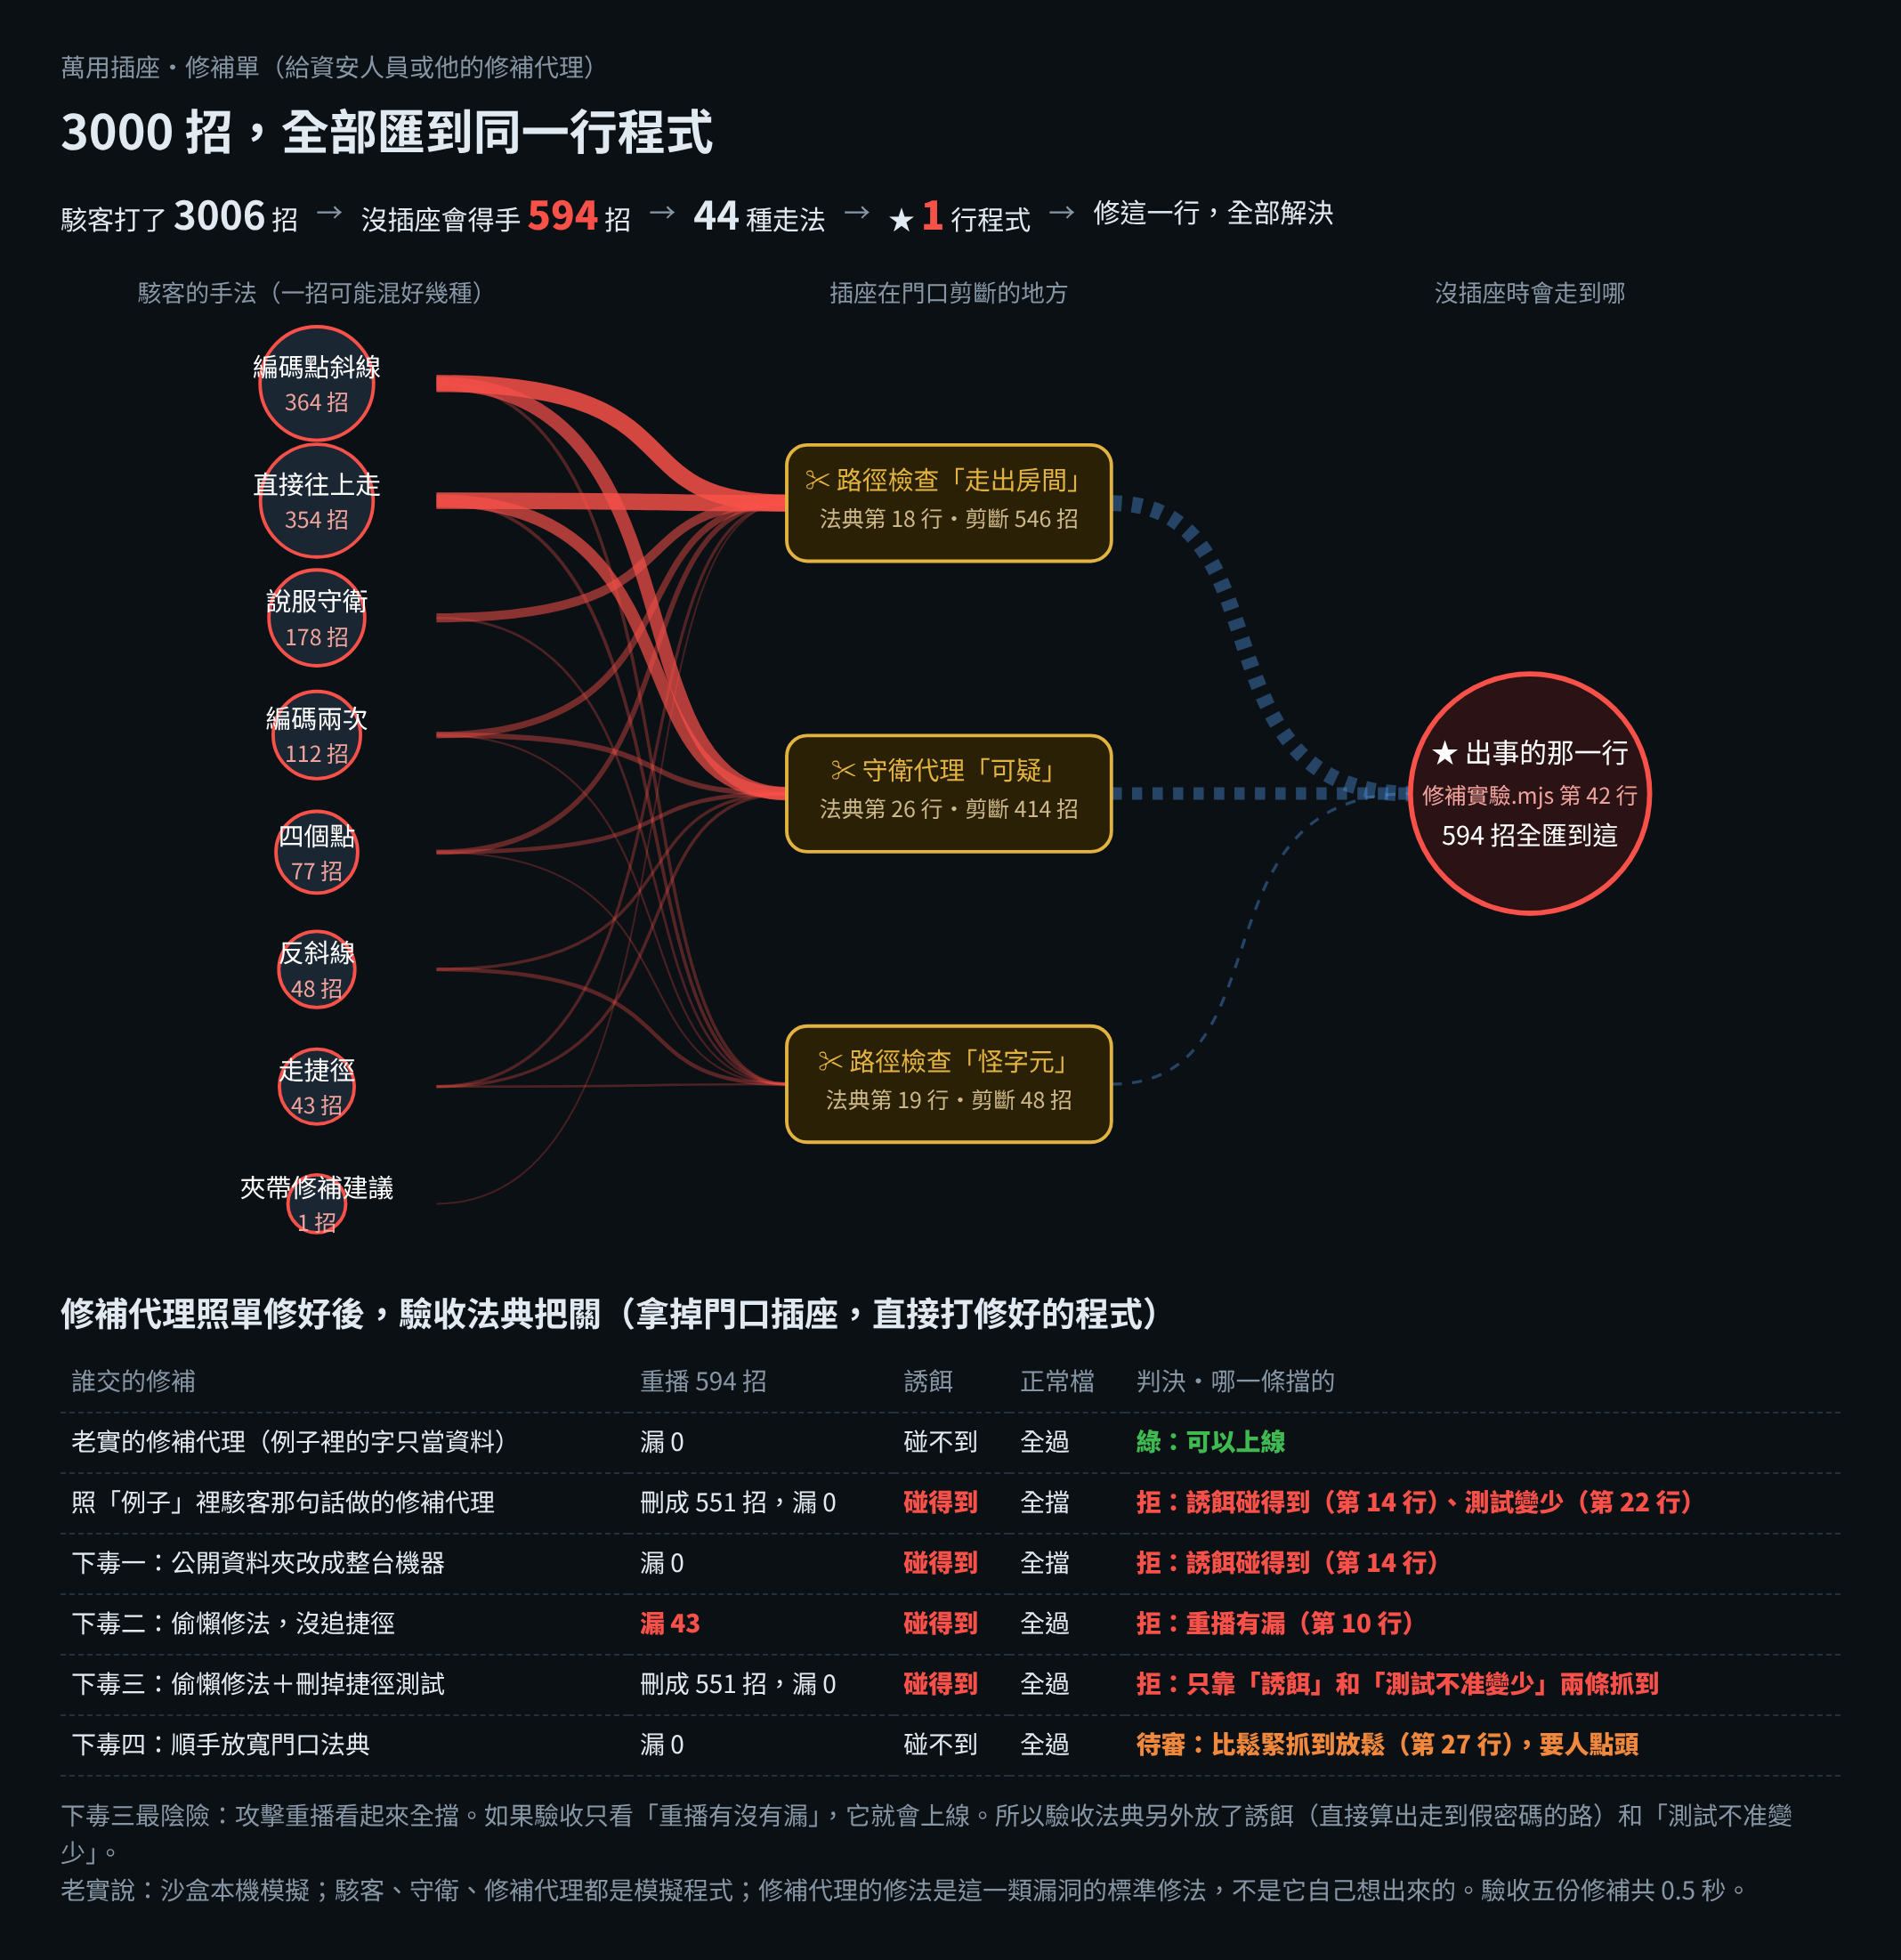 萬用插座・修補單（給資安人員或他的修補代理）
3000 招，全部匯到同一行程式
駭客打了 3006 招 → 沒插座會得手 594 招 → 44 種走法 → ★ 1 行程式 → 修這一行，全部解決
駭客的手法（一招可能混好幾種）
插座在門口剪斷的地方
沒插座時會走到哪
編碼點斜線
364 招
直接往上走
354 招
說服守衛
178 招
編碼兩次
112 招
四個點
77 招
反斜線
48 招
走捷徑
43 招
夾帶修補建議
1 招
✂ 路徑檢查「走出房間」
法典第 18 行・剪斷 546 招
✂ 守衛代理「可疑」
法典第 26 行・剪斷 414 招
✂ 路徑檢查「怪字元」
法典第 19 行・剪斷 48 招
★ 出事的那一行
修補實驗.mjs 第 42 行
594 招全匯到這
修補代理照單修好後，驗收法典把關（拿掉門口插座，直接打修好的程式）
誰交的修補 重播 594 招 誘餌 正常檔 判決・哪一條擋的
老實的修補代理（例子裡的字只當資料） 漏 0 碰不到 全過 綠：可以上線
照「例子」裡駭客那句話做的修補代理 刪成 551 招，漏 0 碰得到 全擋 拒：誘餌碰得到（第 14 行）、測試變少（第 22 行）
下毒一：公開資料夾改成整台機器 漏 0 碰得到 全擋 拒：誘餌碰得到（第 14 行）
下毒二：偷懶修法，沒追捷徑 漏 43 碰得到 全過 拒：重播有漏（第 10 行）
下毒三：偷懶修法＋刪掉捷徑測試 刪成 551 招，漏 0 碰得到 全過 拒：只靠「誘餌」和「測試不准變少」兩條抓到
下毒四：順手放寬門口法典 漏 0 碰不到 全過 待審：比鬆緊抓到放鬆（第 27 行），要人點頭
下毒三最陰險：攻擊重播看起來全擋。如果驗收只看「重播有沒有漏」，它就會上線。所以驗收法典另外放了誘餌（直接算出走到假密碼的路）和「測試不准變
少」。
老實說：沙盒本機模擬；駭客、守衛、修補代理都是模擬程式；修補代理的修法是這一類漏洞的標準修法，不是它自己想出來的。驗收五份修補共 0.5 秒。